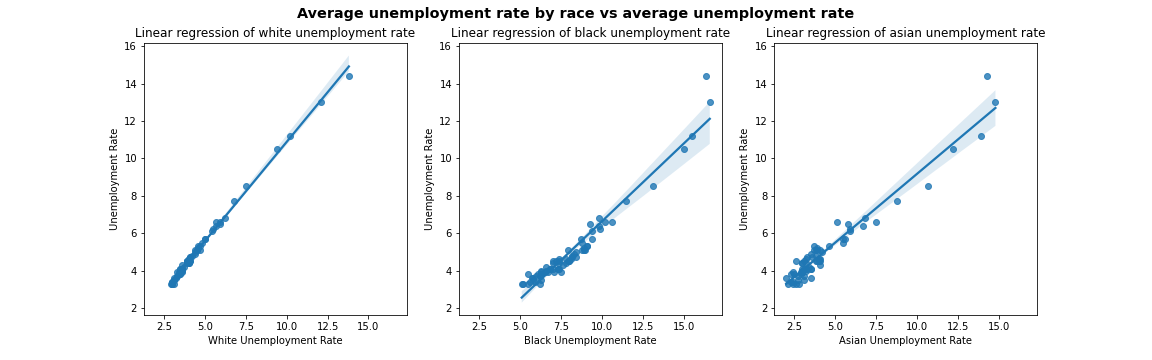 Average unemployment rate by race vs average unemployment rate
Linear regression of white unemployment rate
16
14
12
10
8
6
4
2
Unemployment Rate
2.5 5.0 7.5 10.0 12.5 15.0
White Unemployment Rate
Linear regression of black unemployment rate
16
14
12
10
8
6
4
2
Unemployment Rate
2.5 5.0 7.5 10.0 12.5 15.0
Black Unemployment Rate
Linear regression of asian unemployment rate
16
14
12
10
8
6
4
2
Unemployment Rate
2.5 5.0 7.5 10.0 12.5 15.0
Asian Unemployment Rate